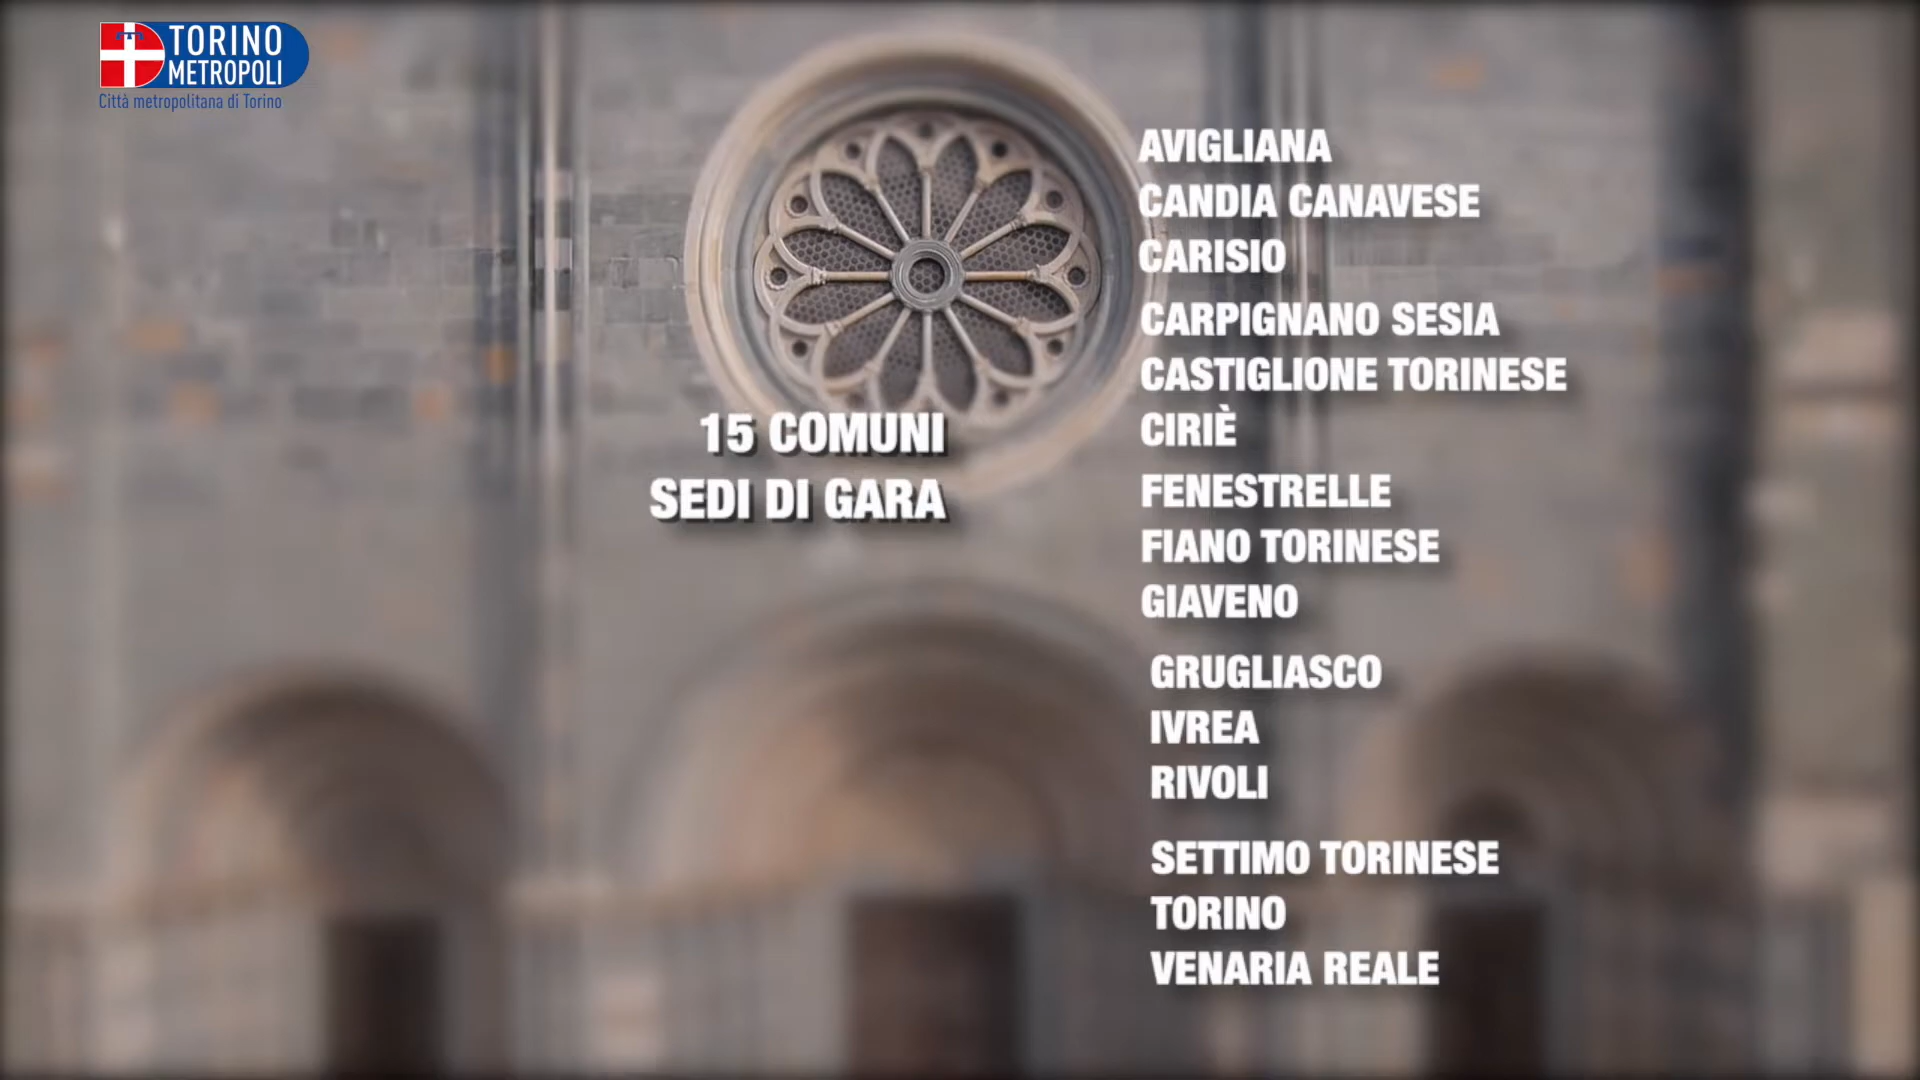 TORINO
METROPOLI
Città metropolitana di Torino
15 COMUNI
SEDI DI GARA
AVIGLIANA
CANDIA CANAVESE
CARISIO
CARPIGNANO SESIA
CASTIGLIONE TORINESE
CIRIÈ
FENESTRELLE
FIANO TORINESE
GIAVENO
GRUGLIASCO
IVREA
RIVOLI
SETTIMO TORINESE
TORINO
VENARIA REALE